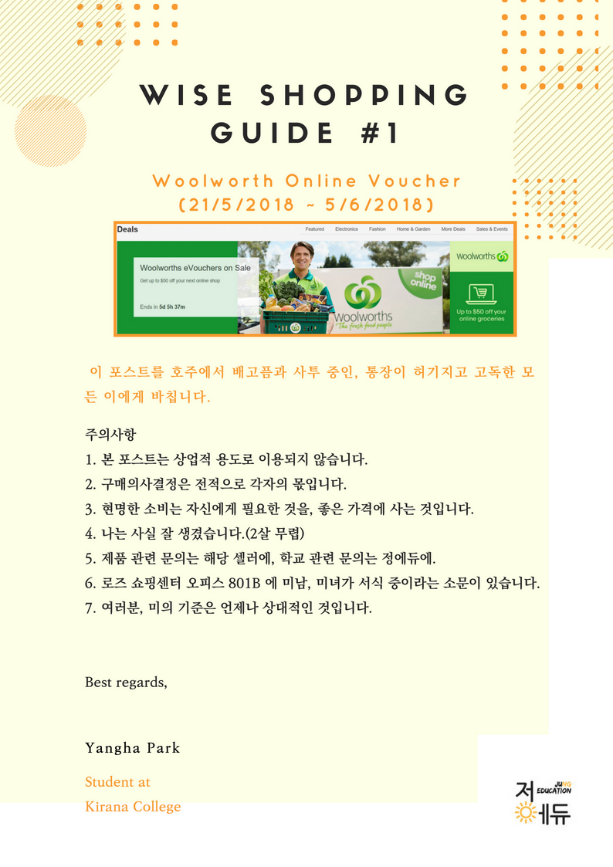 WISE SHOPPING
GUIDE #1
Woolworth Online Voucher
(21/5/2018 ~ 5/6/2018)
Deals
Featured Electronics Fashion Home & Garden More Deals Sales & Events
Woolworths eVouchers on Sale
Get up to $50 off your next online shop
Ends in 5d 5h 37m
shop
online
Woolworths
The fresh food people
Woolworths
Up to $50 off your
online groceries
이 포스트를 호주에서 배고픔과 사투 중인, 통장이 허기지고 고독한 모
든 이에게 바칩니다.
주의사항
1. 본 포스트는 상업적 용도로 이용되지 않습니다.
2. 구매의사결정은 전적으로 각자의 몫입니다.
3. 현명한 소비는 자신에게 필요한 것을, 좋은 가격에 사는 것입니다.
4. 나는 사실 잘 생겼습니다.(2살 무렵)
5. 제품 관련 문의는 해당 셀러에, 학교 관련 문의는 정에듀에.
6. 로즈 쇼핑센터 오피스 801B 에 미남, 미녀가 서식 중이라는 소문이 있습니다.
7. 여러분, 미의 기준은 언제나 상대적인 것입니다.
Best regards,
Yangha Park
Student at
Kirana College
JUNG
EDUCATION
에듀